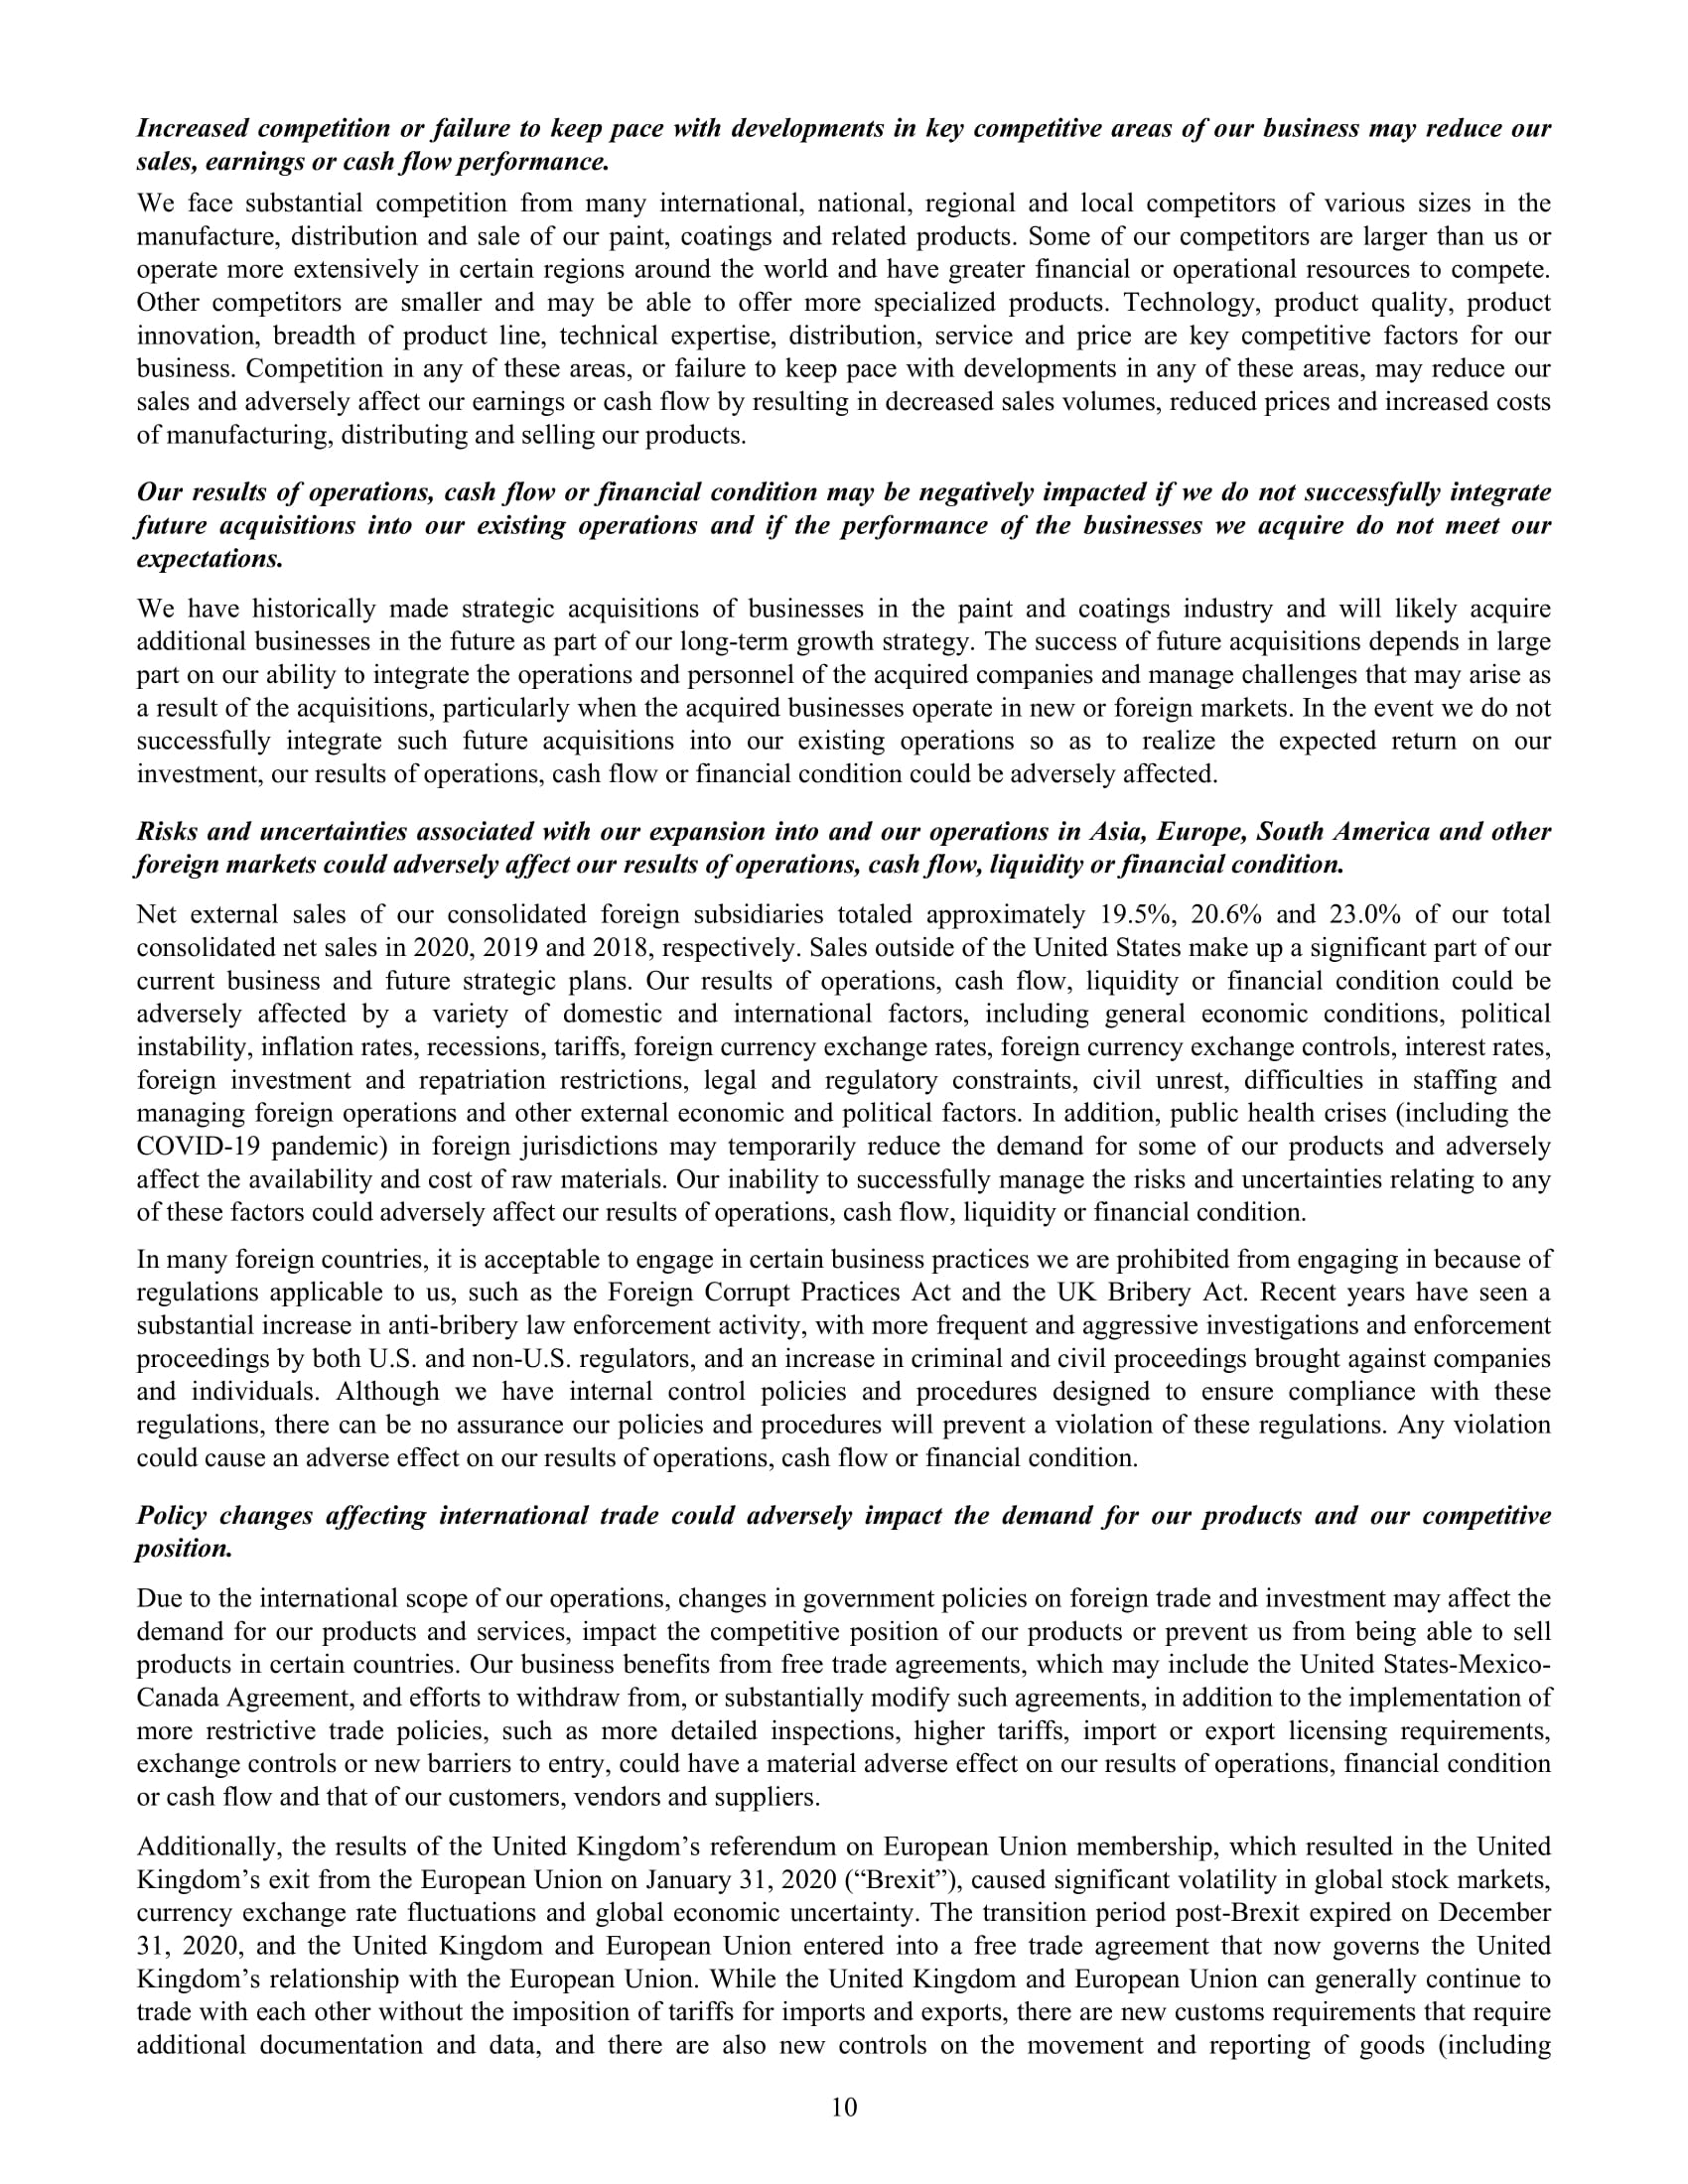 Increased competition or failure to keep pace with developments in key competitive areas of our business may reduce our
sales, earnings or cash flow performance.
We face substantial competition from many international, national, regional and local competitors of various sizes in the
manufacture, distribution and sale of our paint, coatings and related products. Some of our competitors are larger than us or
operate more extensively in certain regions around the world and have greater financial or operational resources to compete.
Other competitors are smaller and may be able to offer more specialized products. Technology, product quality, product
innovation, breadth of product line, technical expertise, distribution, service and price are key competitive factors for our
business. Competition in any of these areas, or failure to keep pace with developments in any of these areas, may reduce our
sales and adversely affect our earnings or cash flow by resulting in decreased sales volumes, reduced prices and increased costs
of manufacturing, distributing and selling our products.
Our results of operations, cash flow or financial condition may be negatively impacted if we do not successfully integrate
future acquisitions into our existing operations and if the performance of the businesses we acquire do not meet our
expectations.
We have historically made strategic acquisitions of businesses in the paint and coatings industry and will likely acquire
additional businesses in the future as part of our long-term growth strategy. The success of future acquisitions depends in large
part on our ability to integrate the operations and personnel of the acquired companies and manage challenges that may arise as
a result of the acquisitions, particularly when the acquired businesses operate in new or foreign markets. In the event we do not
successfully integrate such future acquisitions into our existing operations so as to realize the expected return on our
investment, our results of operations, cash flow or financial condition could be adversely affected.
Risks and uncertainties associated with our expansion into and our operations in Asia, Europe, South America and other
foreign markets could adversely affect our results of operations, cash flow, liquidity or financial condition.
Net external sales of our consolidated foreign subsidiaries totaled approximately 19.5%, 20.6% and 23.0% of our total
consolidated net sales in 2020, 2019 and 2018, respectively. Sales outside of the United States make up a significant part of our
current business and future strategic plans. Our results of operations, cash flow, liquidity or financial condition could be
adversely affected by a variety of domestic and international factors, including general economic conditions, political
instability, inflation rates, recessions, tariffs, foreign currency exchange rates, foreign currency exchange controls, interest rates,
foreign investment and repatriation restrictions, legal and regulatory constraints, civil unrest, difficulties in staffing and
managing foreign operations and other external economic and political factors. In addition, public health crises (including the
COVID-19 pandemic) in foreign jurisdictions may temporarily reduce the demand for some of our products and adversely
affect the availability and cost of raw materials. Our inability to successfully manage the risks and uncertainties relating to any
of these factors could adversely affect our results of operations, cash flow, liquidity or financial condition.
In many foreign countries, it is acceptable to engage in certain business practices we are prohibited from engaging in because of
regulations applicable to us, such as the Foreign Corrupt Practices Act and the UK Bribery Act. Recent years have seen a
substantial increase in anti-bribery law enforcement activity, with more frequent and aggressive investigations and enforcement
proceedings by both U.S. and non-U.S. regulators, and an increase in criminal and civil proceedings brought against companies
and individuals. Although we have internal control policies and procedures designed to ensure compliance with these
regulations, there can be no assurance our policies and procedures will prevent a violation of these regulations. Any violation
could cause an adverse effect on our results of operations, cash flow or financial condition.
Policy changes affecting international trade could adversely impact the demand for our products and our competitive
position.
Due to the international scope of our operations, changes in government policies on foreign trade and investment may affect the
demand for our products and services, impact the competitive position of our products or prevent us from being able to sell
products in certain countries. Our business benefits from free trade agreements, which may include the United States-Mexico-
Canada Agreement, and efforts to withdraw from, or substantially modify such agreements, in addition to the implementation of
more restrictive trade policies, such as more detailed inspections, higher tariffs, import or export licensing requirements,
exchange controls or new barriers to entry, could have a material adverse effect on our results of operations, financial condition
or cash flow and that of our customers, vendors and suppliers.
Additionally, the results of the United Kingdom’s referendum on European Union membership, which resulted in the United
Kingdom’s exit from the European Union on January 31, 2020 (“Brexit”), caused significant volatility in global stock markets,
currency exchange rate fluctuations and global economic uncertainty. The transition period post-Brexit expired on December
31, 2020, and the United Kingdom and European Union entered into a free trade agreement that now governs the United
Kingdom’s relationship with the European Union. While the United Kingdom and European Union can generally continue to
trade with each other without the imposition of tariffs for imports and exports, there are new customs requirements that require
additional documentation and data, and there are also new controls on the movement and reporting of goods (including
10